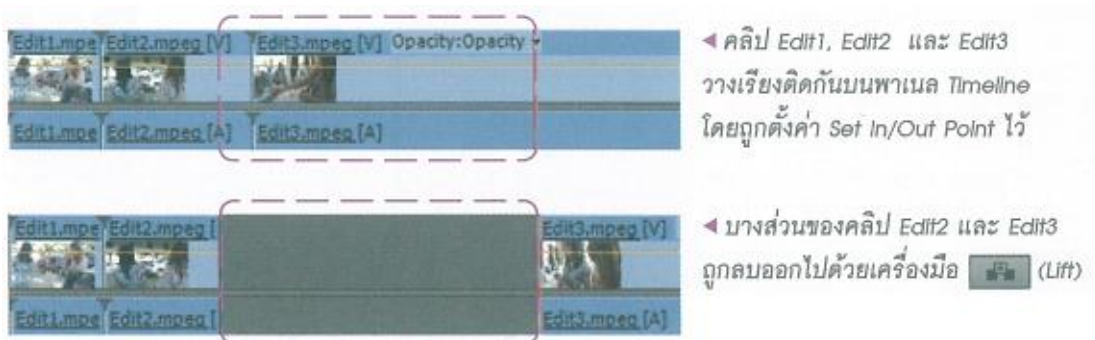 Edit1.mpe Edit2.mpeg [V] Edit3.mpeg [V] Opacity:Opacity
Edit1.mpe Edit2.mpeg [A] Edit3.mpeg [A]
◄ คลิป Edit1, Edit2 และ Edit3
วางเรียงติดกันบนพาเนล Timeline
โดยถูกตั้งค่า Set In/Out Point ไว้
Edit1.mpe Edit2.mpeg [ Edit3.mpeg [V]
Edit1.mpe Edit2.mpeg [ Edit3.mpeg [A]
◄ บางส่วนของคลิป Edit2 และ Edit3
ถูกลบออกไปด้วยเครื่องมือ (Lift)